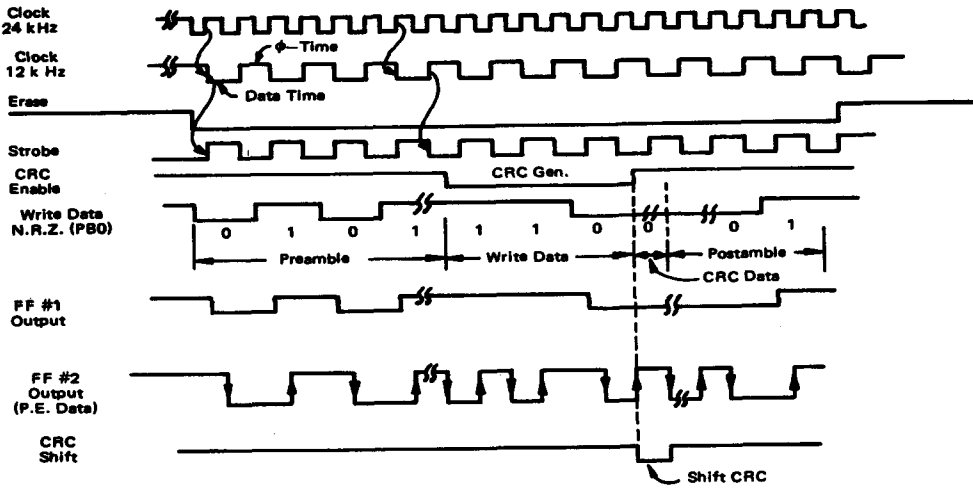 Clock
24 kHz
Clock
12 k Hz
ϕ–Time
Data Time
Erase
Strobe
CRC
Enable
CRC Gen.
Write Data
N.R.Z. (PB0)
0 1 0 1 1 1 0 0 0 1
Preamble Write Data Postamble
CRC Data
FF #1
Output
FF #2
Output
(P.E. Data)
CRC
Shift
Shift CRC